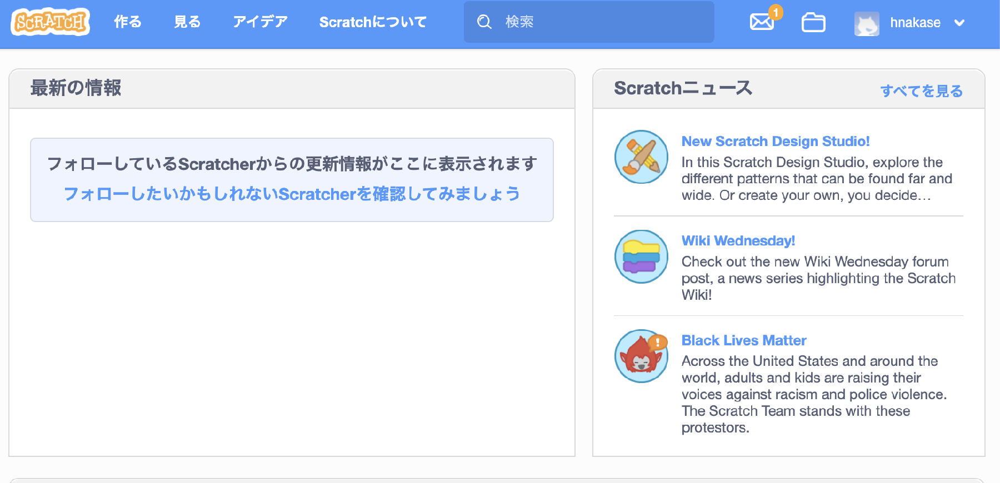 SCRATCH 作る 見る アイデア Scratchについて 検索 1 hnakase
最新の情報
フォローしているScratcherからの更新情報がここに表示されます
フォローしたいかもしれないScratcherを確認してみましょう
Scratchニュース すべてを見る
New Scratch Design Studio!
In this Scratch Design Studio, explore the
different patterns that can be found far and
wide. Or create your own, you decide…
Wiki Wednesday!
Check out the new Wiki Wednesday forum
post, a news series highlighting the Scratch
Wiki!
!
Black Lives Matter
Across the United States and around the
world, adults and kids are raising their
voices against racism and police violence.
The Scratch Team stands with these
protestors.